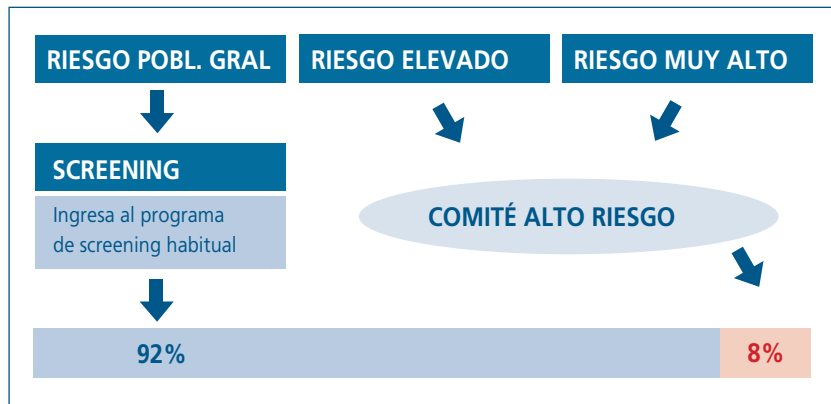 RIESGO POBL. GRAL
RIESGO ELEVADO
RIESGO MUY ALTO
SCREENING
Ingresa al programa
de screening habitual
COMITÉ ALTO RIESGO
92%
8%